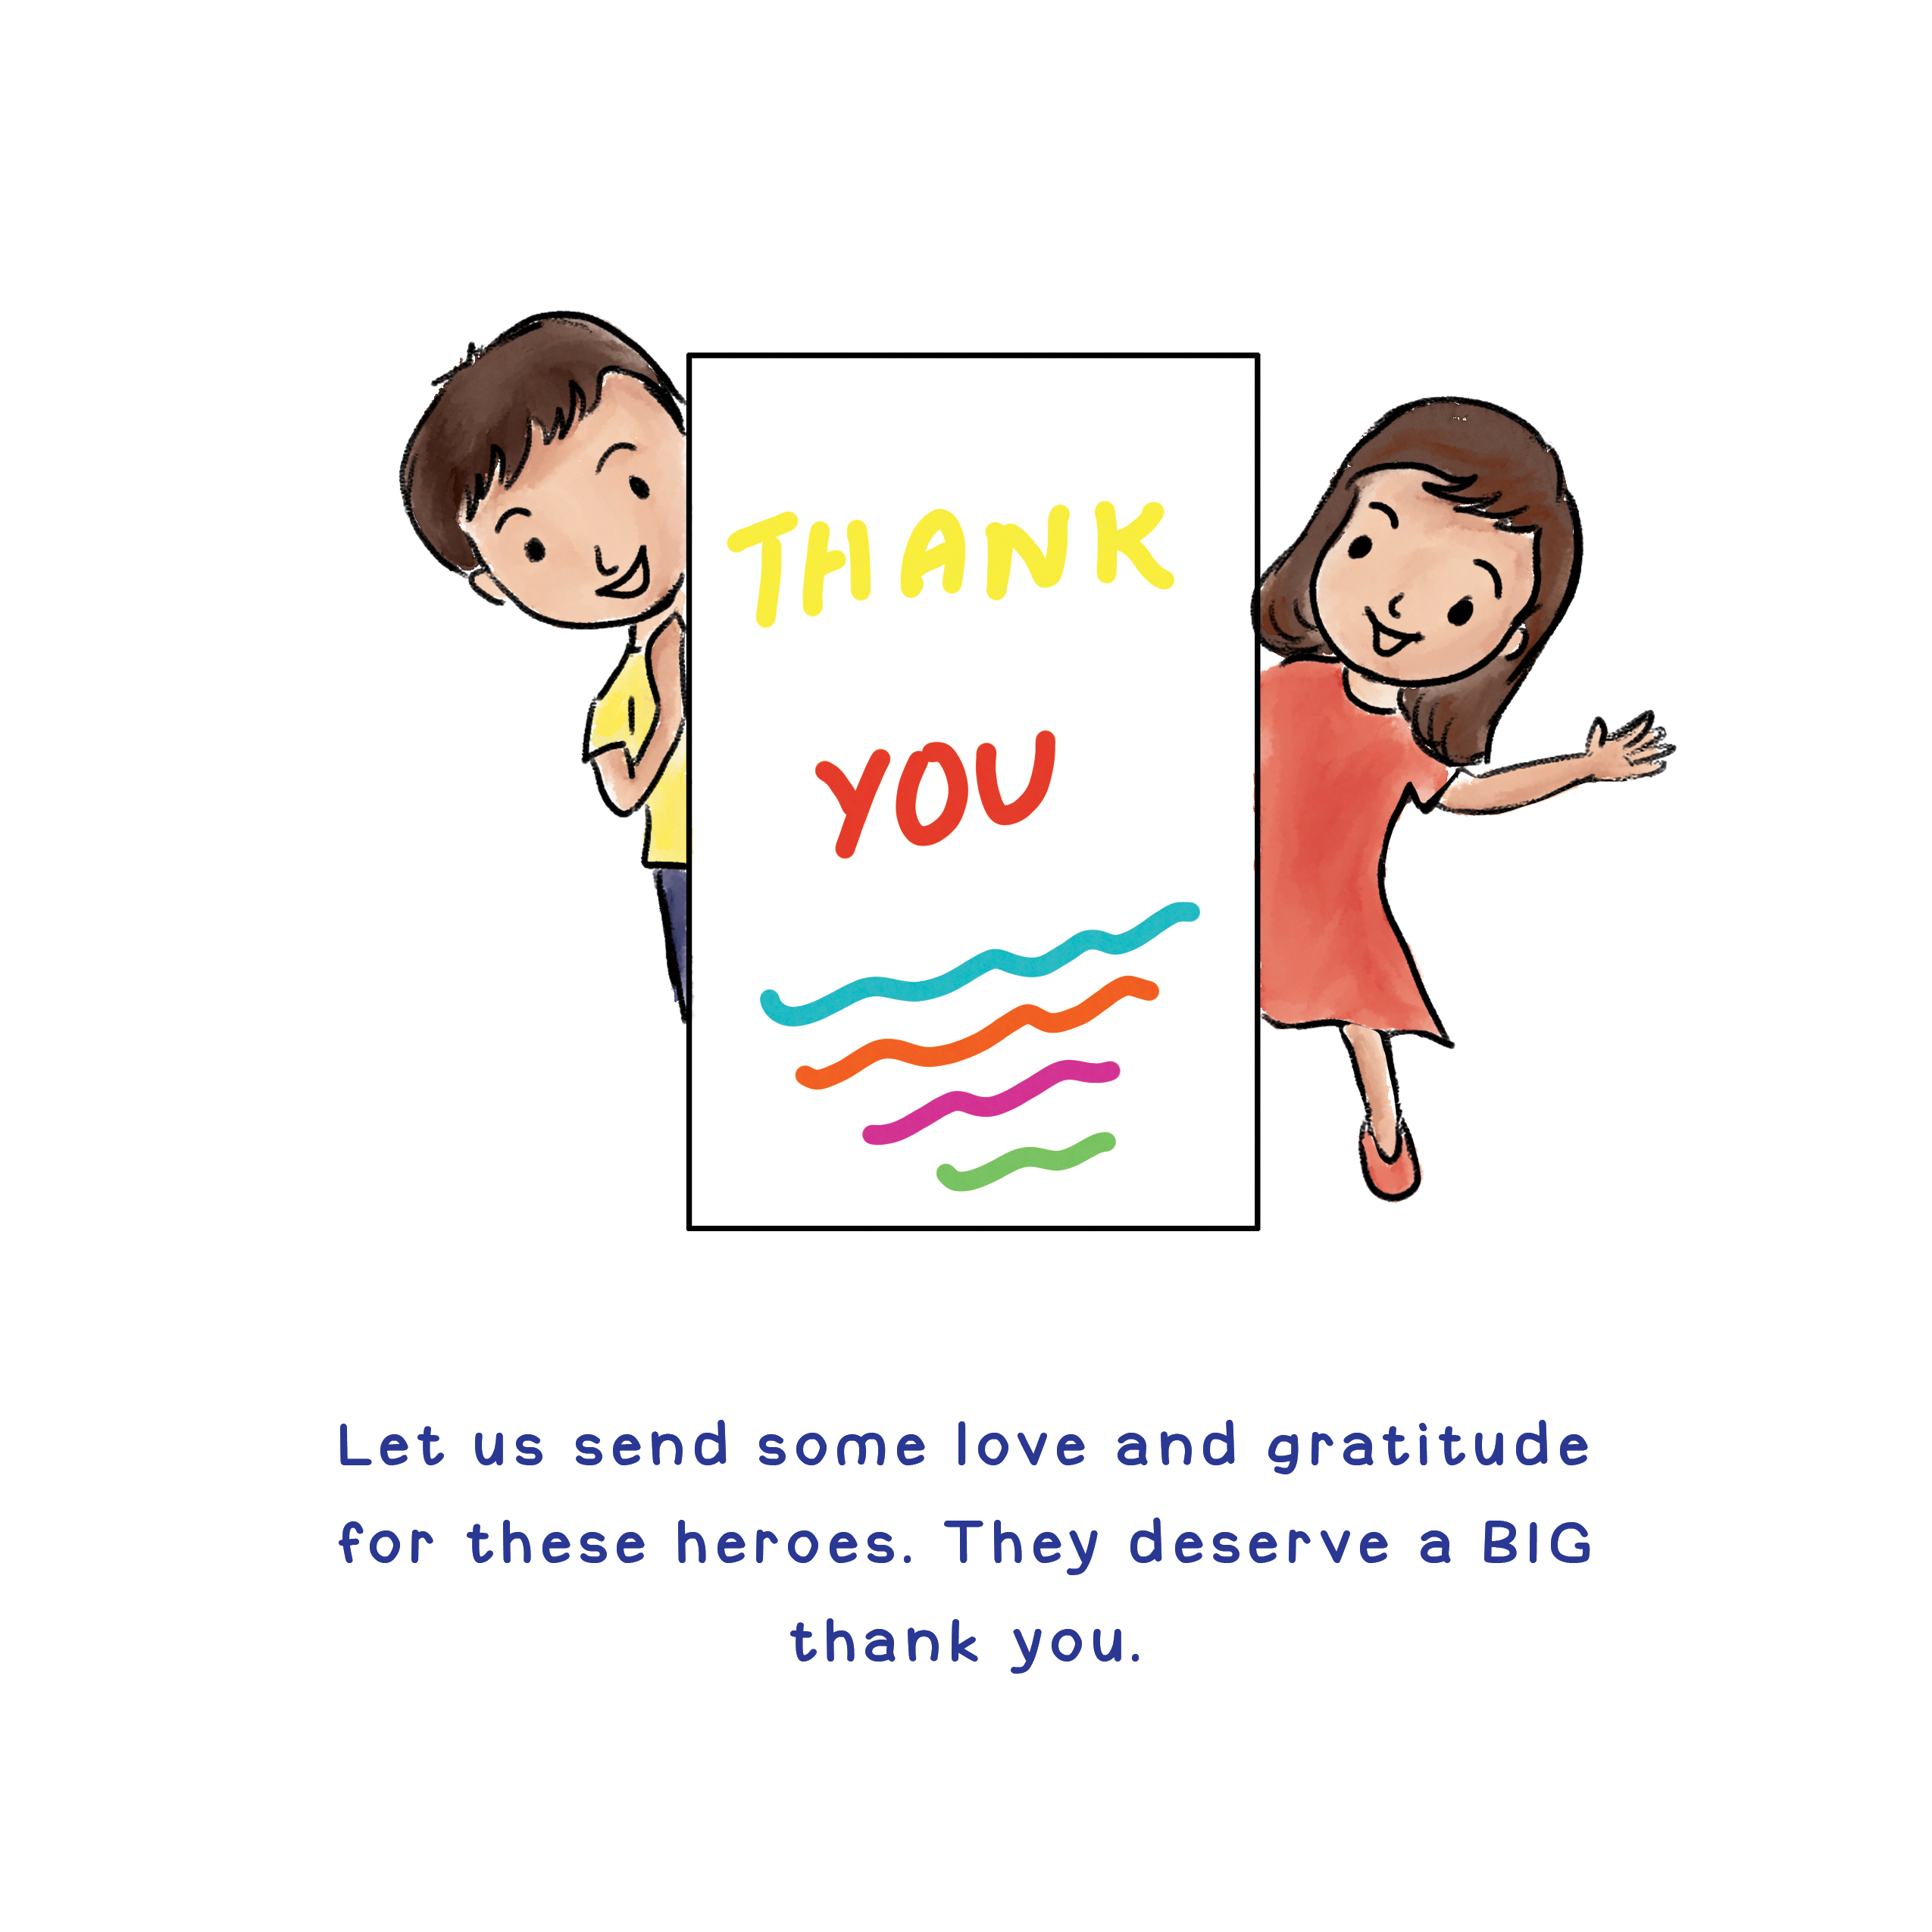 THANK
YOU
Let us send some love and gratitude
for these heroes. They deserve a BIG
thank you.